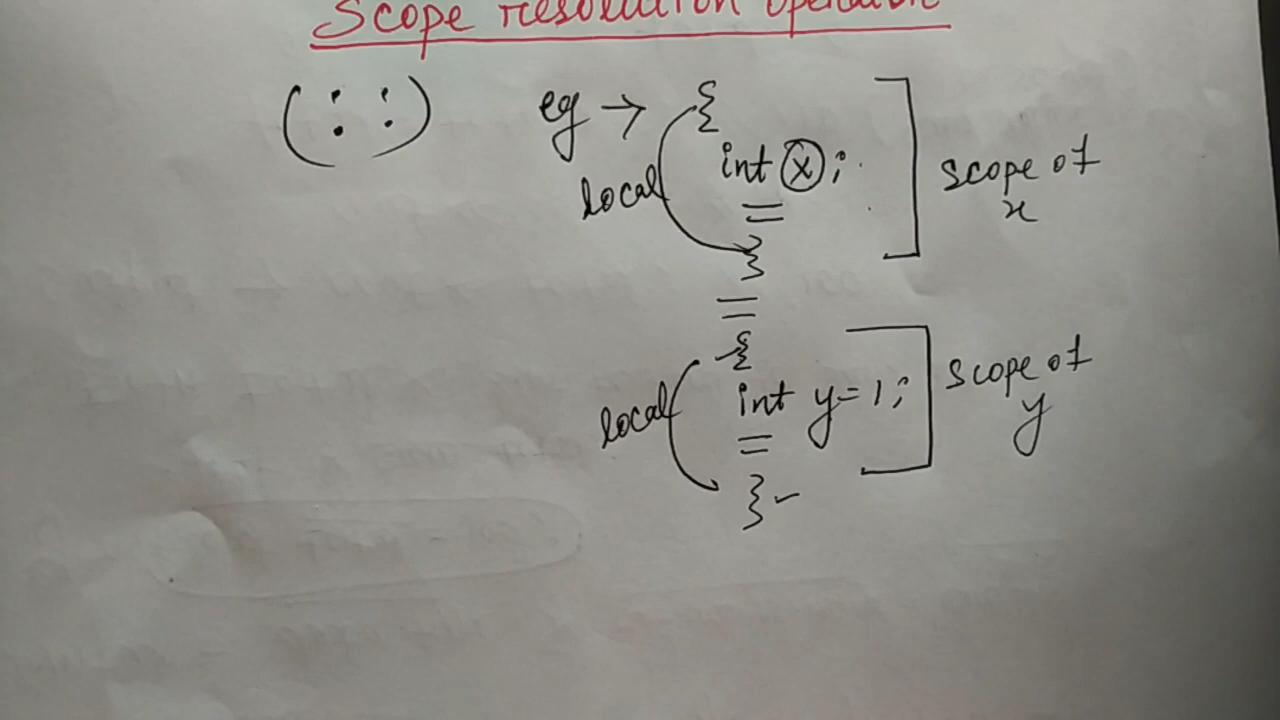 Scope resolution operator
(::) eg → {
local int x; scope of x
=
}
=
{
local int y=1; scope of y
=
}